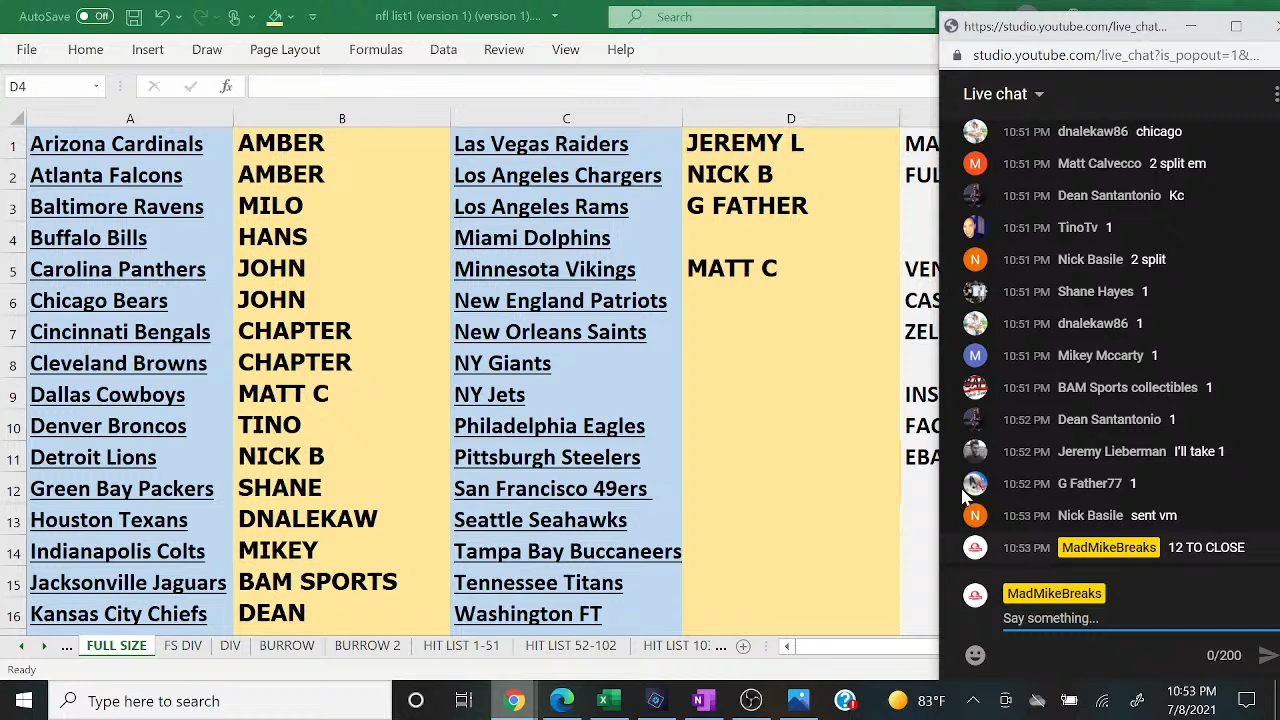 AutoSave Off nfl list1 (version 1) (version 1)... Search
File Home Insert Draw Page Layout Formulas Data Review View Help
D4 fx
A B C D
1 Arizona Cardinals AMBER Las Vegas Raiders JEREMY L MA
2 Atlanta Falcons AMBER Los Angeles Chargers NICK B FUL
3 Baltimore Ravens MILO Los Angeles Rams G FATHER
4 Buffalo Bills HANS Miami Dolphins
5 Carolina Panthers JOHN Minnesota Vikings MATT C VEN
6 Chicago Bears JOHN New England Patriots CAS
7 Cincinnati Bengals CHAPTER New Orleans Saints ZEL
8 Cleveland Browns CHAPTER NY Giants
9 Dallas Cowboys MATT C NY Jets INS
10 Denver Broncos TINO Philadelphia Eagles FAC
11 Detroit Lions NICK B Pittsburgh Steelers EBA
12 Green Bay Packers SHANE San Francisco 49ers
13 Houston Texans DNALEKAW Seattle Seahawks
14 Indianapolis Colts MIKEY Tampa Bay Buccaneers
15 Jacksonville Jaguars BAM SPORTS Tennessee Titans
16 Kansas City Chiefs DEAN Washington FT
... FULL SIZE FS DIV DIV BURROW BURROW 2 HIT LIST 1-51 HIT LIST 52-102 HIT LIST 10 ...
Ready
https://studio.youtube.com/live_chat...
studio.youtube.com/live_chat?is_popout=1&...
Live chat
10:51 PM dnalekaw86 chicago
10:51 PM Matt Calvecco 2 split em
10:51 PM Dean Santantonio Kc
10:51 PM TinoTv 1
10:51 PM Nick Basile 2 split
10:51 PM Shane Hayes 1
10:51 PM dnalekaw86 1
10:51 PM Mikey Mccarty 1
10:51 PM BAM Sports collectibles 1
10:52 PM Dean Santantonio 1
10:52 PM Jeremy Lieberman I'll take 1
10:52 PM G Father77 1
10:53 PM Nick Basile sent vm
10:53 PM MadMikeBreaks 12 TO CLOSE
MadMikeBreaks
Say something...
0/200
Type here to search 83°F 10:53 PM
7/8/2021